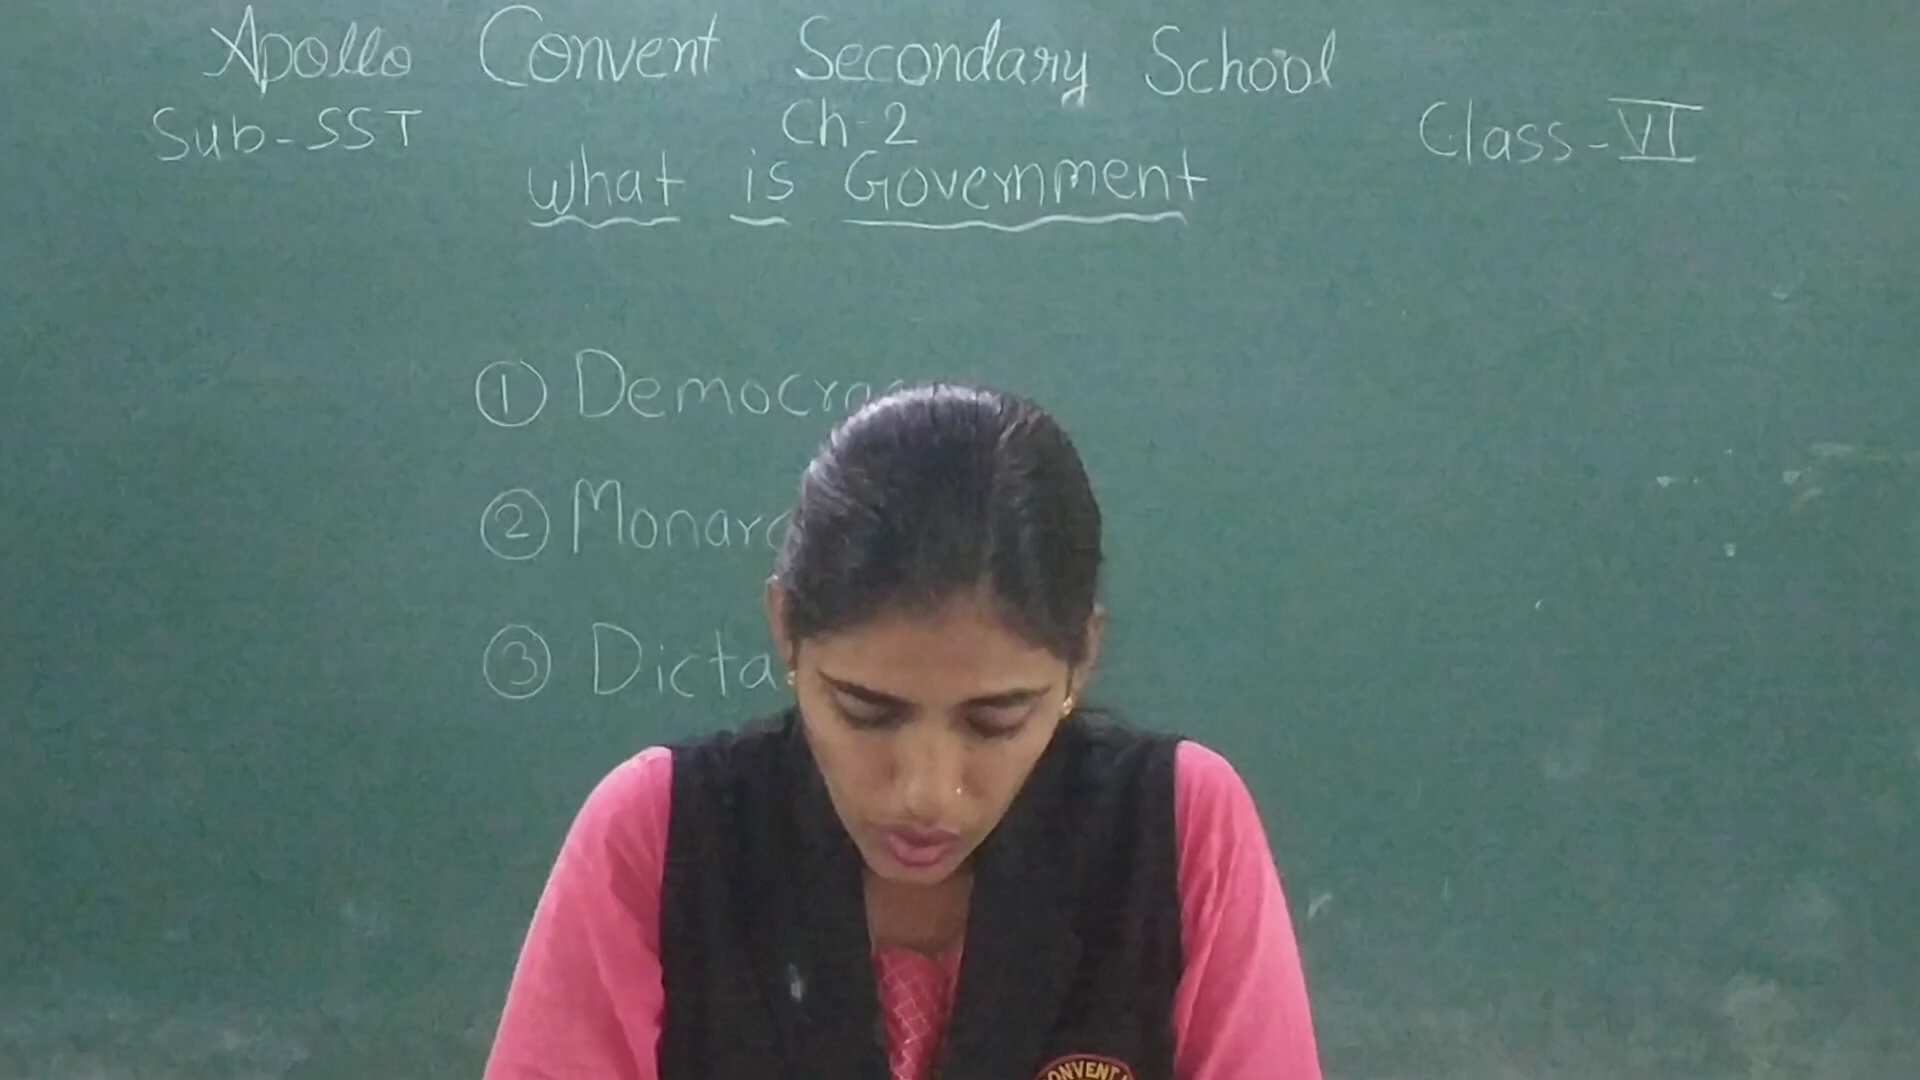 Apollo Convent Secondary School
Sub-SST Ch-2 Class-VI
What is Government
① Democra
② Monar
③ Dicta
ONVENT